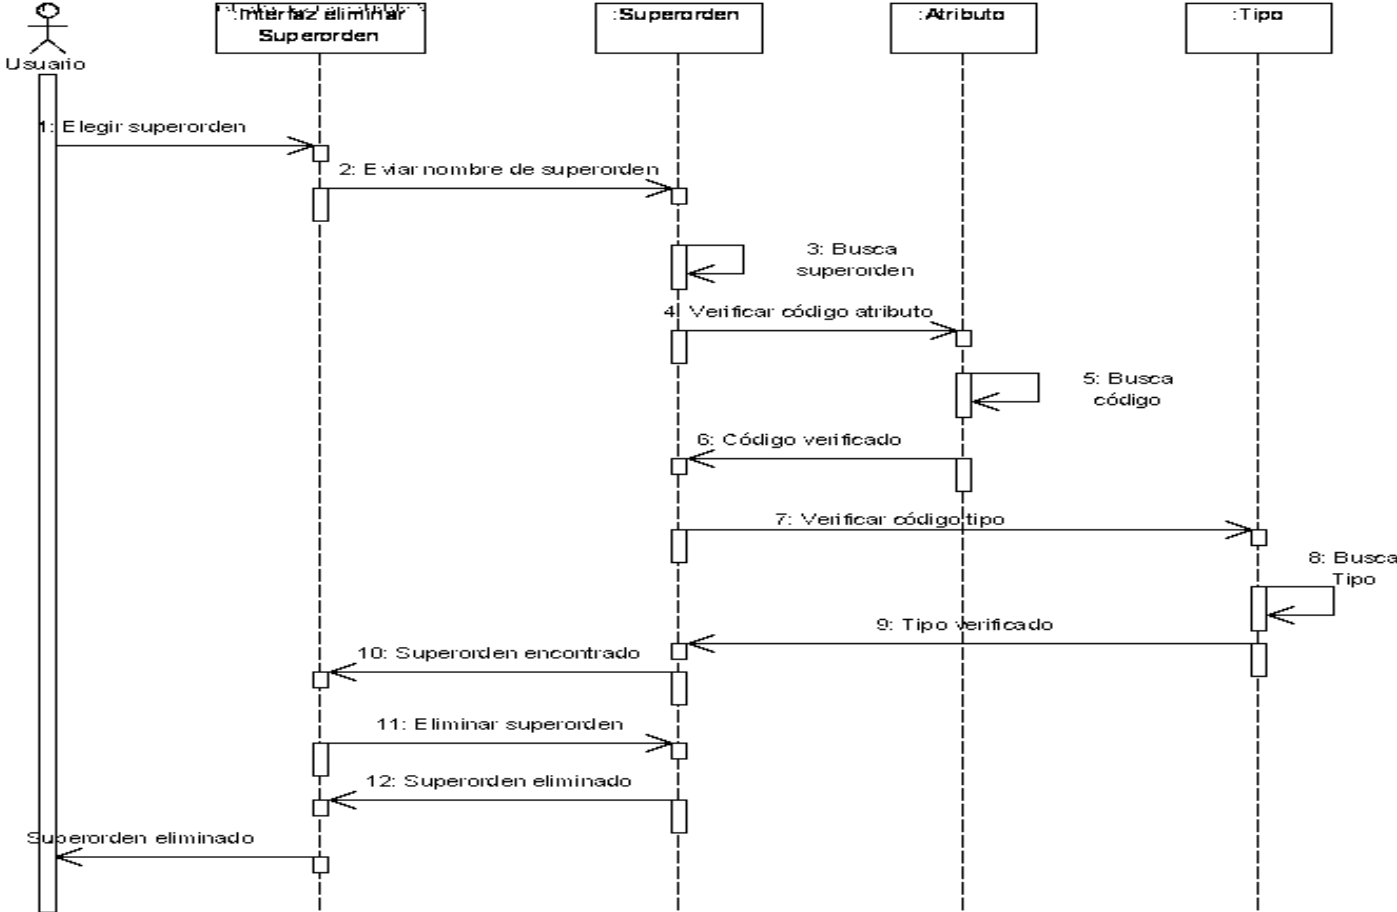 :Interfaz eliminar
Superorden
:Superorden
:Atributo
:Tipo
Usuario
1: Elegir superorden
2: Eviar nombre de superorden
3: Busca
superorden
4: Verificar código atributo
5: Busca
código
6: Código verificado
7: Verificar código tipo
8: Busca
Tipo
9: Tipo verificado
10: Superorden encontrado
11: Eliminar superorden
12: Superorden eliminado
Superorden eliminado